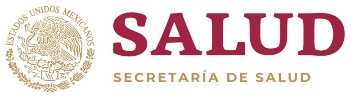 ESTADOS UNIDOS MEXICANOS
SALUD
SECRETARÍA DE SALUD